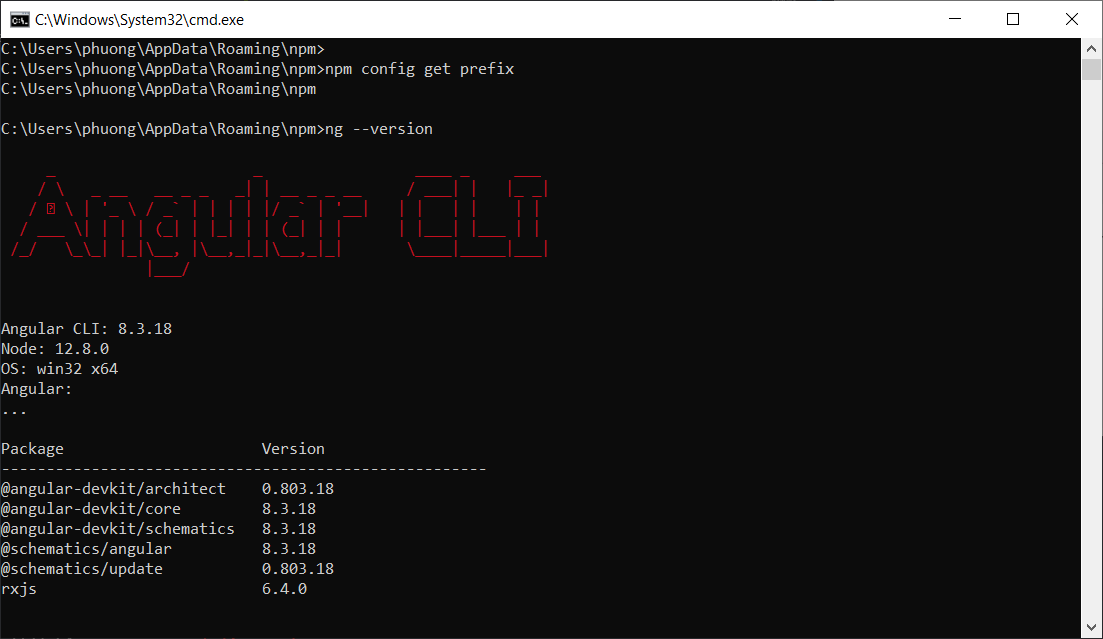 C:\Windows\System32\cmd.exe
C:\Users\phuong\AppData\Roaming\npm>
C:\Users\phuong\AppData\Roaming\npm>npm config get prefix
C:\Users\phuong\AppData\Roaming\npm
C:\Users\phuong\AppData\Roaming\npm>ng --version
Angular CLI
Angular CLI: 8.3.18
Node: 12.8.0
OS: win32 x64
Angular:
...
Package Version
------------------------------------------------------
@angular-devkit/architect 0.803.18
@angular-devkit/core 8.3.18
@angular-devkit/schematics 8.3.18
@schematics/angular 8.3.18
@schematics/update 0.803.18
rxjs 6.4.0